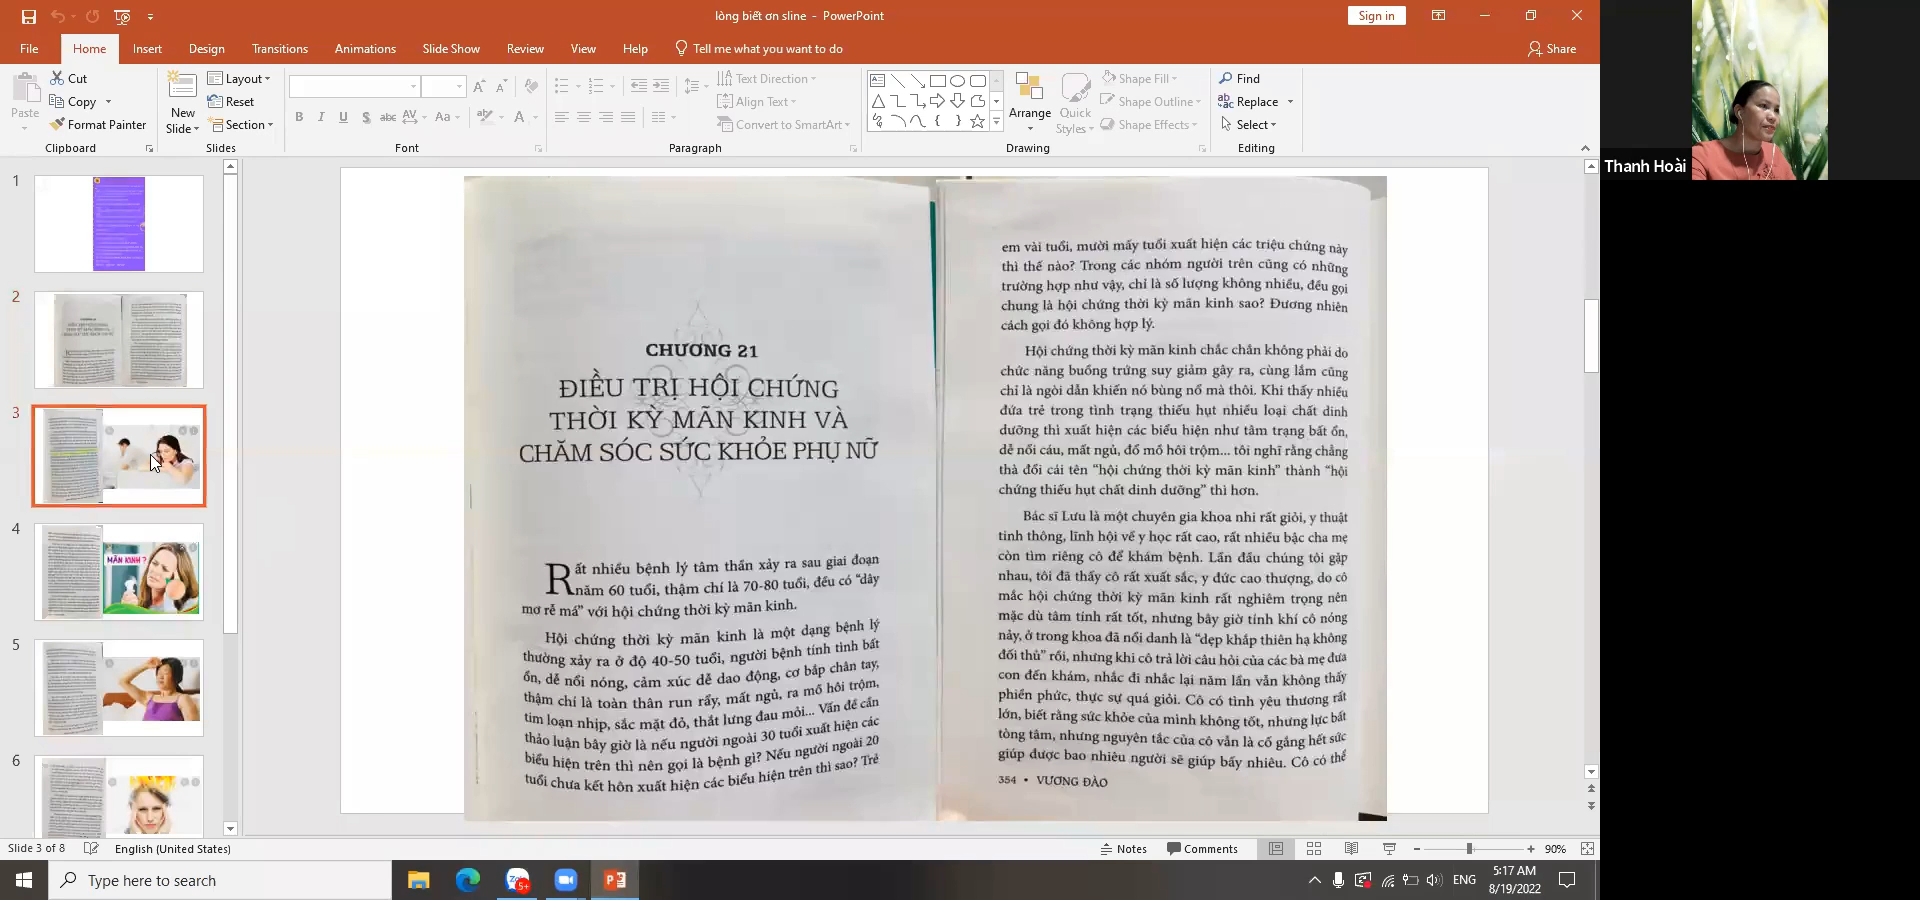 lòng biết ơn sline - PowerPoint
Sign in
File Home Insert Design Transitions Animations Slide Show Review View Help Tell me what you want to do Share
Cut
Copy
Format Painter
Paste
Clipboard
New Slide
Layout
Reset
Section
Slides
Font
Text Direction
Align Text
Convert to SmartArt
Paragraph
Arrange
Quick Styles
Shape Fill
Shape Outline
Shape Effects
Drawing
Find
Replace
Select
Editing
Thanh Hoài
1
2
3
4
MÃN KINH ?
5
6
CHƯƠNG 21
ĐIỀU TRỊ HỘI CHỨNG
THỜI KỲ MÃN KINH VÀ
CHĂM SÓC SỨC KHỎE PHỤ NỮ
Rất nhiều bệnh lý tâm thần xảy ra sau giai đoạn
năm 60 tuổi, thậm chí là 70-80 tuổi, đều có “dây
mơ rễ má” với hội chứng thời kỳ mãn kinh.
Hội chứng thời kỳ mãn kinh là một dạng bệnh lý
thường xảy ra ở độ 40-50 tuổi, người bệnh tính tình bất
ổn, dễ nổi nóng, cảm xúc dễ dao động, cơ bắp chân tay,
thậm chí là toàn thân run rẩy, mất ngủ, ra mồ hôi trộm,
tim loạn nhịp, sắc mặt đỏ, thắt lưng đau mỏi... Vấn đề cần
thảo luận bây giờ là nếu người ngoài 30 tuổi xuất hiện các
biểu hiện trên thì nên gọi là bệnh gì? Nếu người ngoài 20
tuổi chưa kết hôn xuất hiện các biểu hiện trên thì sao? Trẻ
em vài tuổi, mười mấy tuổi xuất hiện các triệu chứng này
thì thế nào? Trong các nhóm người trên cũng có những
trường hợp như vậy, chỉ là số lượng không nhiều, đều gọi
chung là hội chứng thời kỳ mãn kinh sao? Đương nhiên
cách gọi đó không hợp lý.
Hội chứng thời kỳ mãn kinh chắc chắn không phải do
chức năng buồng trứng suy giảm gây ra, cùng lắm cũng
chỉ là ngòi dẫn khiến nó bùng nổ mà thôi. Khi thấy nhiều
đứa trẻ trong tình trạng thiếu hụt nhiều loại chất dinh
dưỡng thì xuất hiện các biểu hiện như tâm trạng bất ổn,
dễ nổi cáu, mất ngủ, đổ mồ hôi trộm... tôi nghĩ rằng chẳng
thà đổi cái tên “hội chứng thời kỳ mãn kinh” thành “hội
chứng thiếu hụt chất dinh dưỡng” thì hơn.
Bác sĩ Lưu là một chuyên gia khoa nhi rất giỏi, y thuật
tinh thông, lĩnh hội về y học rất cao, rất nhiều bậc cha mẹ
còn tìm riêng cô để khám bệnh. Lần đầu chúng tôi gặp
nhau, tôi đã thấy cô rất xuất sắc, y đức cao thượng, do cô
mắc hội chứng thời kỳ mãn kinh rất nghiêm trọng nên
mặc dù tâm tính rất tốt, nhưng bây giờ tính khí cô nóng
nảy, ở trong khoa đã nổi danh là “dẹp khắp thiên hạ không
đối thủ” rồi, nhưng khi cô trả lời câu hỏi của các bà mẹ đưa
con đến khám, nhắc đi nhắc lại năm lần vẫn không thấy
phiền phức, thực sự quá giỏi. Cô có tình yêu thương rất
lớn, biết rằng sức khỏe của mình không tốt, nhưng lực bất
tòng tâm, nhưng nguyên tắc của cô vẫn là cố gắng hết sức
giúp được bao nhiêu người sẽ giúp bấy nhiêu. Cô có thể
354 • VƯƠNG ĐÀO
Slide 3 of 8 English (United States) Notes Comments 90%
Type here to search
ENG
5:17 AM
8/19/2022